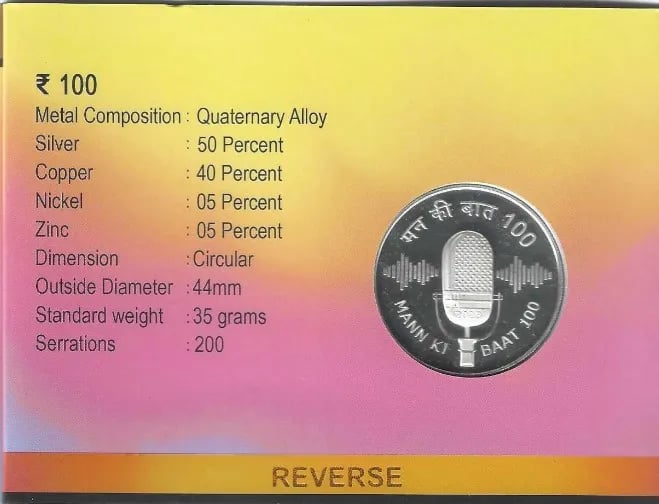 ₹ 100
Metal Composition : Quaternary Alloy
Silver : 50 Percent
Copper : 40 Percent
Nickel : 05 Percent
Zinc : 05 Percent
Dimension : Circular
Outside Diameter : 44mm
Standard weight : 35 grams
Serrations : 200
मन की बात 100
2023
MANN KI BAAT 100
REVERSE